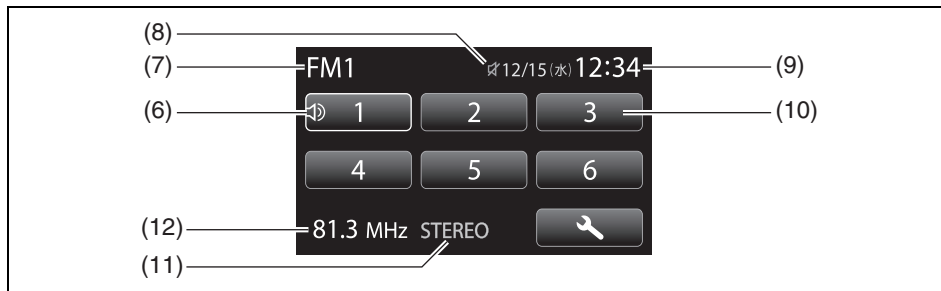 (8)
(7) FM1 12/15(水) 12:34 (9)
(6) 1 2 3 (10)
4 5 6
(12) 81.3 MHz STEREO
(11)